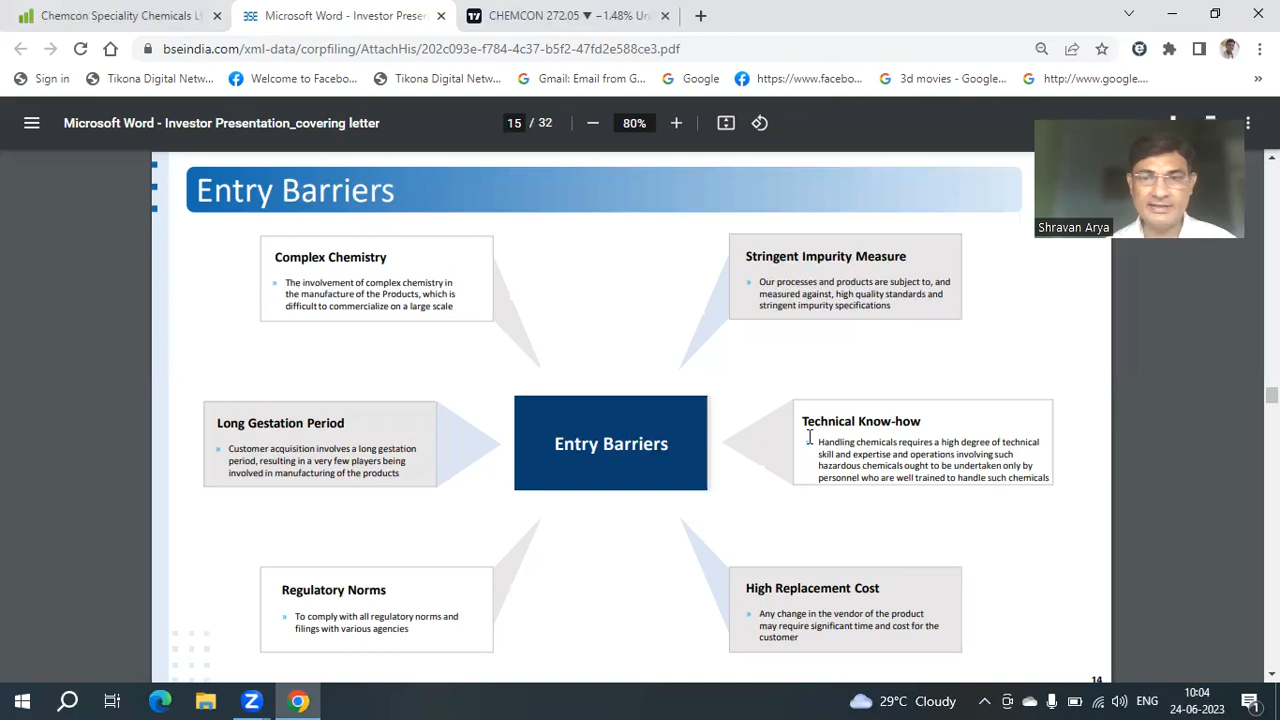 Chemcon Speciality Chemicals Lt
Microsoft Word - Investor Presen
CHEMCON 272.05 ▼ −1.48% Un
bseindia.com/xml-data/corpfiling/AttachHis/202c093e-f784-4c37-b5f2-47fd2e588ce3.pdf
Sign in
Tikona Digital Netw...
Welcome to Facebo...
Tikona Digital Netw...
Gmail: Email from G...
Google
https://www.facebo...
3d movies - Google...
http://www.google....
Microsoft Word - Investor Presentation_covering letter
15 / 32
80%
Shravan Arya
Entry Barriers
Complex Chemistry
» The involvement of complex chemistry in
the manufacture of the Products, which is
difficult to commercialize on a large scale
Stringent Impurity Measure
» Our processes and products are subject to, and
measured against, high quality standards and
stringent impurity specifications
Long Gestation Period
» Customer acquisition involves a long gestation
period, resulting in a very few players being
involved in manufacturing of the products
Entry Barriers
Technical Know-how
» Handling chemicals requires a high degree of technical
skill and expertise and operations involving such
hazardous chemicals ought to be undertaken only by
personnel who are well trained to handle such chemicals
Regulatory Norms
» To comply with all regulatory norms and
filings with various agencies
High Replacement Cost
» Any change in the vendor of the product
may require significant time and cost for the
customer
14
29°C Cloudy
ENG
10:04
24-06-2023
1